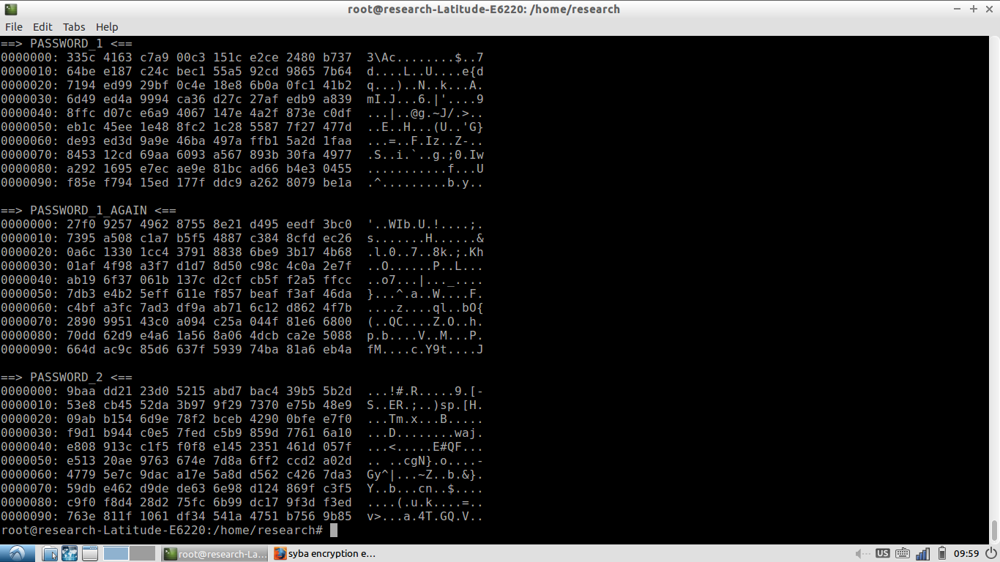 root@research-Latitude-E6220: /home/research
File Edit Tabs Help
==> PASSWORD_1 <==
0000000: 335c 4163 c7a9 00c3 151c e2ce 2480 b737  3\Ac........$..7
0000010: 64be e187 c24c bec1 55a5 92cd 9865 7b64  d....L..U....e{d
0000020: 7194 ed99 29bf 0c4e 18e8 6b0a 0fc1 41b2  q...)..N..k...A.
0000030: 6d49 ed4a 9994 ca36 d27c 27af edb9 a839  mI.J...6.|'....9
0000040: 8ffc d07c e6a9 4067 147e 4a2f 873e c0df  ...|..@g.~J/.>..
0000050: eb1c 45ee 1e48 8fc2 1c28 5587 7f27 477d  ..E..H...(U..'G}
0000060: de93 ed3d 9a9e 46ba 497a ffb1 5a2d 1faa  ...=..F.Iz..Z-..
0000070: 8453 12cd 69aa 6093 a567 893b 30fa 4977  .S..i.`..g.;0.Iw
0000080: a292 1695 e7ec ae9e 81bc ad66 b4e3 0455  ...........f...U
0000090: f85e f794 15ed 177f ddc9 a262 8079 be1a  .^.........b.y..
==> PASSWORD_1_AGAIN <==
0000000: 27f0 9257 4962 8755 8e21 d495 eedf 3bc0  '..WIb.U.!....;.
0000010: 7395 a508 c1a7 b5f5 4887 c384 8cfd ec26  s.......H......&
0000020: 0a6c 1330 1cc4 3791 8838 6be9 3b17 4b68  .l.0..7..8k.;.Kh
0000030: 01af 4f98 a3f7 d1d7 8d50 c98c 4c0a 2e7f  ..O......P..L...
0000040: ab19 6f37 061b 137c d2cf cb5f f2a5 ffcc  ..o7...|..._....
0000050: 7db3 e4b2 5eff 611e f857 beaf f3af 46da  }...^.a..W....F.
0000060: c4bf a3fc 7ad3 df9a ab71 6c12 d862 4f7b  ....z....ql..bO{
0000070: 2890 9951 43c0 a094 c25a 044f 81e6 6800  (..QC....Z.O..h.
0000080: 70dd 62d9 e4a6 1a56 8a06 4dcb ca2e 5088  p.b....V..M...P.
0000090: 664d ac9c 85d6 637f 5939 74ba 81a6 eb4a  fM....c.Y9t....J
==> PASSWORD_2 <==
0000000: 9baa dd21 23d0 5215 abd7 bac4 39b5 5b2d  ...!#.R.....9.[-
0000010: 53e8 cb45 52da 3b97 9f29 7370 e75b 48e9  S..ER.;..)sp.[H.
0000020: 09ab b154 6d9e 78f2 bceb 4290 0bfe e7f0  ...Tm.x...B.....
0000030: f9d1 b944 c0e5 7fed c5b9 859d 7761 6a10  ...D........waj.
0000040: e808 913c c1f5 f0f8 e145 2351 461d 057f  ...<.....E#QF...
0000050: e513 20ae 9763 674e 7d8a 6ff2 ccd2 a02d  .. ..cgN}.o....-
0000060: 4779 5e7c 9dac a17e 5a8d d562 c426 7da3  Gy^|...~Z..b.&}.
0000070: 59db e462 d9de de63 6e98 d124 869f c3f5  Y..b...cn..$....
0000080: c9f0 f8d4 28d2 75fc 6b99 dc17 9f3d f3ed  ....(.u.k....=..
0000090: 763e 811f 1061 df34 541a 4751 b756 9b85  v>...a.4T.GQ.V..
root@research-Latitude-E6220:/home/research#
root@research-La... syba encryption e... US 09:59